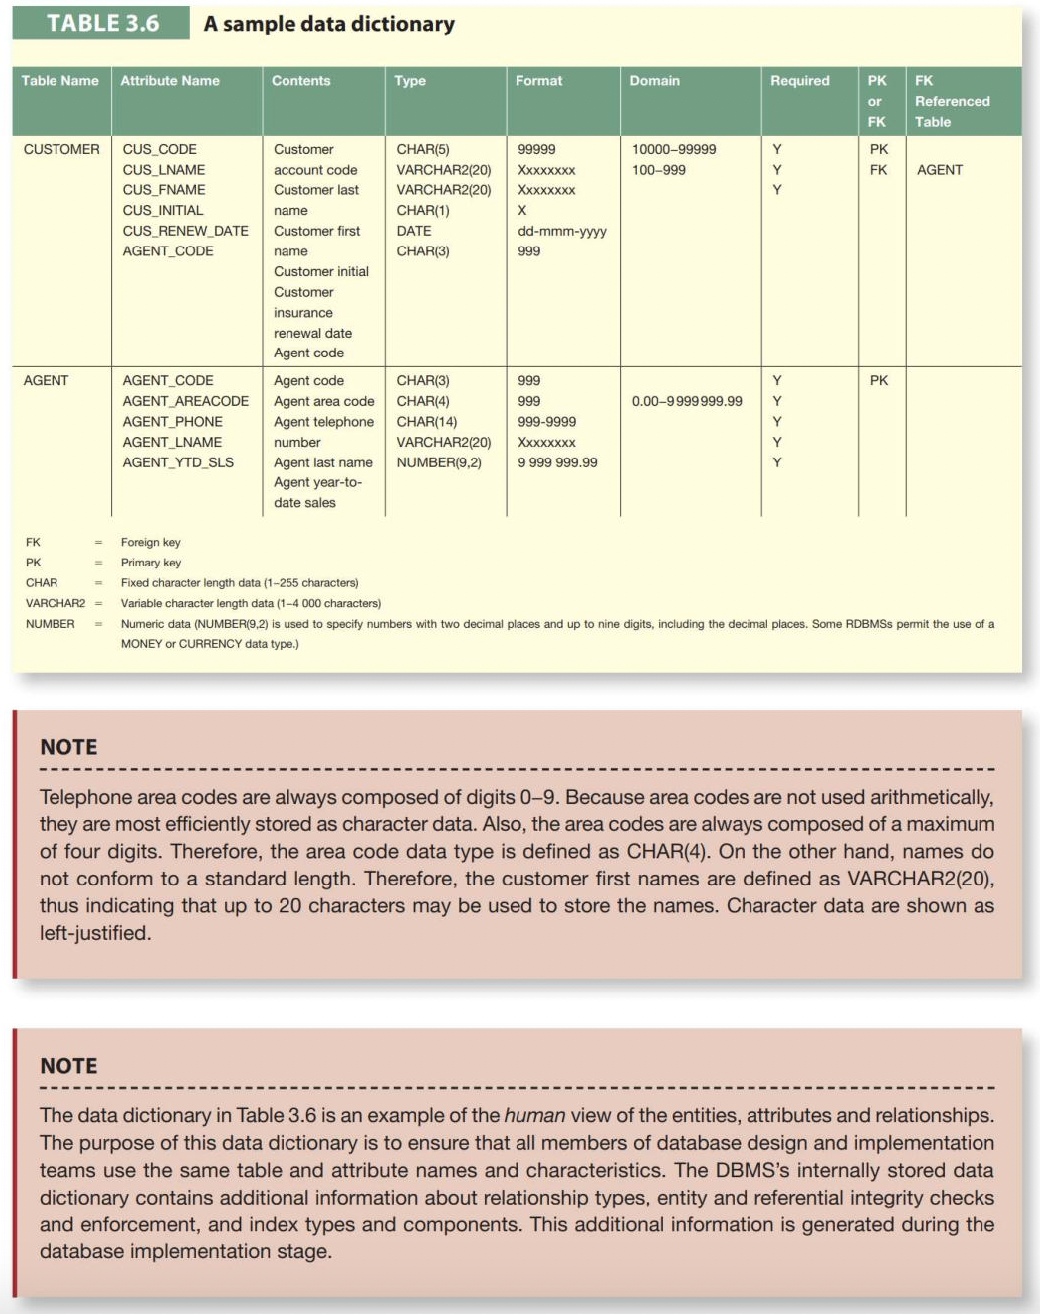 TABLE 3.6 A sample data dictionary
Table Name Attribute Name Contents Type Format Domain Required PK or FK FK Referenced Table
CUSTOMER CUS_CODE Customer CHAR(5) 99999 10000–99999 Y PK
CUS_LNAME account code VARCHAR2(20) Xxxxxxxx 100–999 Y FK AGENT
CUS_FNAME Customer last VARCHAR2(20) Xxxxxxxx Y
CUS_INITIAL name CHAR(1) X
CUS_RENEW_DATE Customer first DATE dd-mmm-yyyy
AGENT_CODE name CHAR(3) 999
Customer initial
Customer
insurance
renewal date
Agent code
AGENT AGENT_CODE Agent code CHAR(3) 999 Y PK
AGENT_AREACODE Agent area code CHAR(4) 999 0.00–9 999 999.99 Y
AGENT_PHONE Agent telephone CHAR(14) 999-9999 Y
AGENT_LNAME number VARCHAR2(20) Xxxxxxxx Y
AGENT_YTD_SLS Agent last name NUMBER(9,2) 9 999 999.99 Y
Agent year-to-
date sales
FK = Foreign key
PK = Primary key
CHAR = Fixed character length data (1–255 characters)
VARCHAR2 = Variable character length data (1–4 000 characters)
NUMBER = Numeric data (NUMBER(9,2) is used to specify numbers with two decimal places and up to nine digits, including the decimal places. Some RDBMSs permit the use of a
MONEY or CURRENCY data type.)
NOTE
Telephone area codes are always composed of digits 0–9. Because area codes are not used arithmetically,
they are most efficiently stored as character data. Also, the area codes are always composed of a maximum
of four digits. Therefore, the area code data type is defined as CHAR(4). On the other hand, names do
not conform to a standard length. Therefore, the customer first names are defined as VARCHAR2(20),
thus indicating that up to 20 characters may be used to store the names. Character data are shown as
left-justified.
NOTE
The data dictionary in Table 3.6 is an example of the human view of the entities, attributes and relationships.
The purpose of this data dictionary is to ensure that all members of database design and implementation
teams use the same table and attribute names and characteristics. The DBMS's internally stored data
dictionary contains additional information about relationship types, entity and referential integrity checks
and enforcement, and index types and components. This additional information is generated during the
database implementation stage.